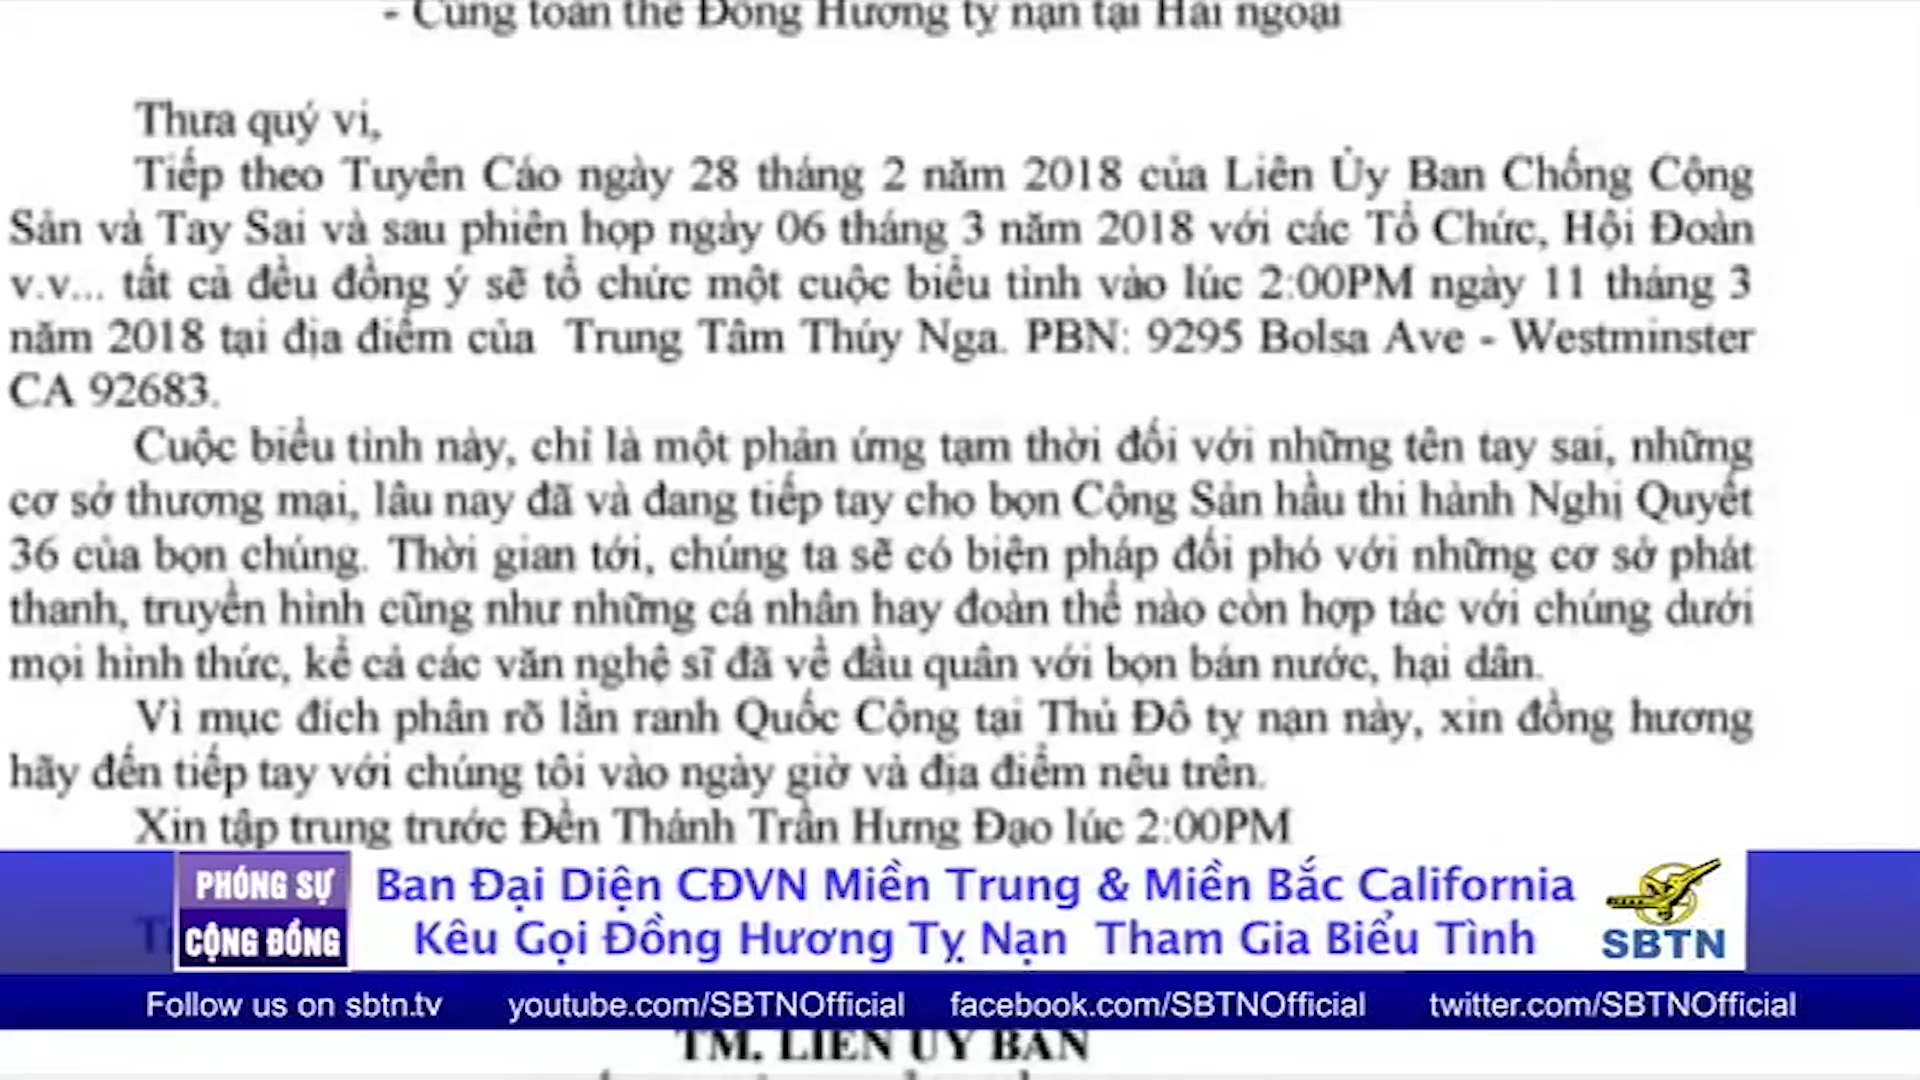 - Cùng toàn thể Đồng Hương tỵ nạn tại Hải ngoại
Thưa quý vi,
Tiếp theo Tuyên Cáo ngày 28 tháng 2 năm 2018 của Liên Ủy Ban Chống Cộng
Sản và Tay Sai và sau phiên họp ngày 06 tháng 3 năm 2018 với các Tổ Chức, Hội Đoàn
v.v... tất cả đều đồng ý sẽ tổ chức một cuộc biểu tình vào lúc 2:00PM ngày 11 tháng 3
năm 2018 tại địa điểm của Trung Tâm Thúy Nga. PBN: 9295 Bolsa Ave - Westminster
CA 92683.
Cuộc biểu tình này, chỉ là một phản ứng tạm thời đối với những tên tay sai, những
cơ sở thương mại, lâu nay đã và đang tiếp tay cho bọn Cộng Sản hầu thi hành Nghị Quyết
36 của bọn chúng. Thời gian tới, chúng ta sẽ có biện pháp đối phó với những cơ sở phát
thanh, truyền hình cũng như những cá nhân hay đoàn thể nào còn hợp tác với chúng dưới
mọi hình thức, kể cả các văn nghệ sĩ đã về đầu quân với bọn bán nước, hại dân.
Vì mục đích phân rõ lằn ranh Quốc Cộng tại Thủ Đô tỵ nạn này, xin đồng hương
hãy đến tiếp tay với chúng tôi vào ngày giờ và địa điểm nêu trên.
Xin tập trung trước Đền Thánh Trần Hưng Đạo lúc 2:00PM
PHÓNG SỰ
CỘNG ĐỒNG
Ban Đại Diện CĐVN Miền Trung & Miền Bắc California
Kêu Gọi Đồng Hương Tỵ Nạn Tham Gia Biểu Tình
SBTN
Follow us on sbtn.tv youtube.com/SBTNOfficial facebook.com/SBTNOfficial twitter.com/SBTNOfficial
TM. LIÊN ỦY BAN